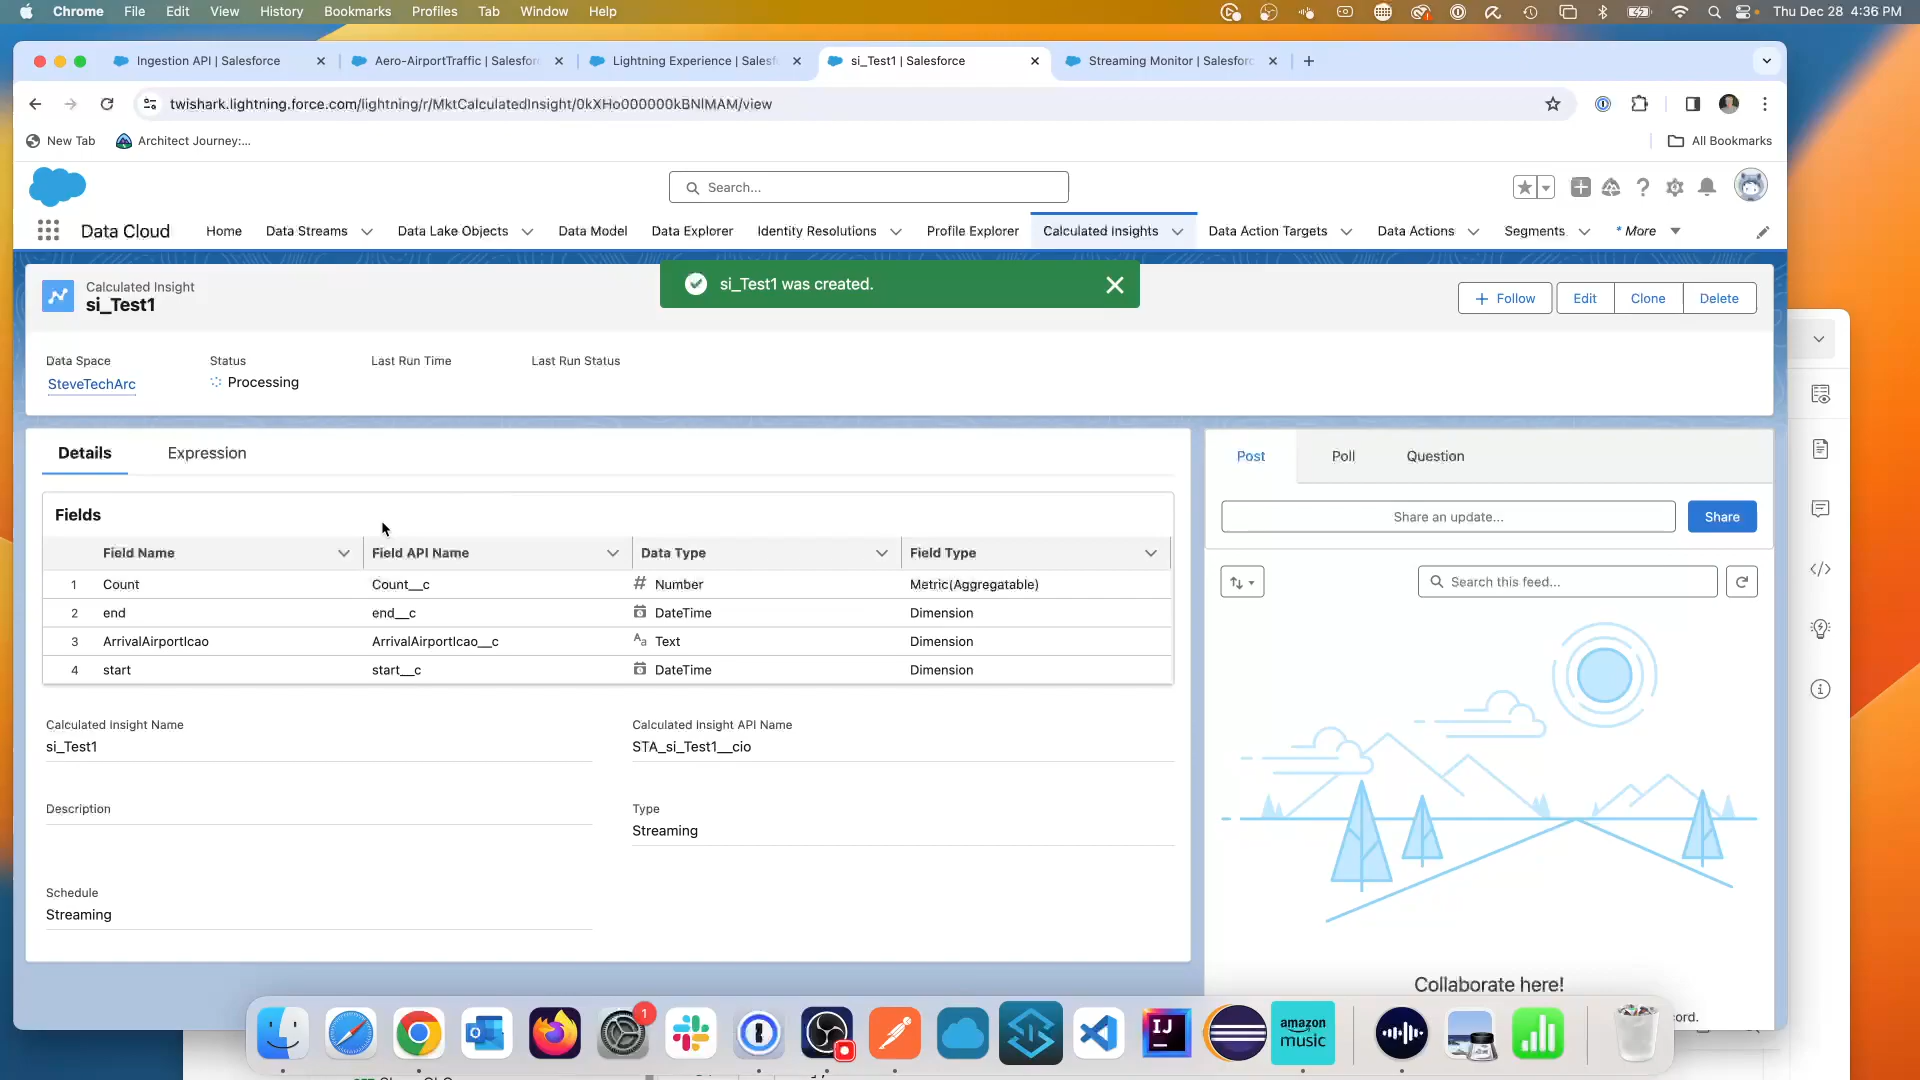 Chrome File Edit View History Bookmarks Profiles Tab Window Help Thu Dec 28 4:36 PM
Ingestion API | Salesforce
Aero-AirportTraffic | Salesforc
Lightning Experience | Salesf
si_Test1 | Salesforce
Streaming Monitor | Salesforc
twishark.lightning.force.com/lightning/r/MktCalculatedInsight/0kXHo000000kBNlMAM/view
New Tab Architect Journey:... All Bookmarks
Search...
Data Cloud Home Data Streams Data Lake Objects Data Model Data Explorer Identity Resolutions Profile Explorer Calculated Insights Data Action Targets Data Actions Segments * More
si_Test1 was created.
Calculated Insight
si_Test1
Follow Edit Clone Delete
Data Space Status Last Run Time Last Run Status
SteveTechArc Processing
Details Expression
Fields
Field Name Field API Name Data Type Field Type
1 Count Count__c # Number Metric(Aggregatable)
2 end end__c DateTime Dimension
3 ArrivalAirportIcao ArrivalAirportIcao__c Text Dimension
4 start start__c DateTime Dimension
Calculated Insight Name Calculated Insight API Name
si_Test1 STA_si_Test1__cio
Description Type
Streaming
Schedule
Streaming
Post Poll Question
Share an update... Share
Search this feed...
Collaborate here!
cord.
1
amazon
music